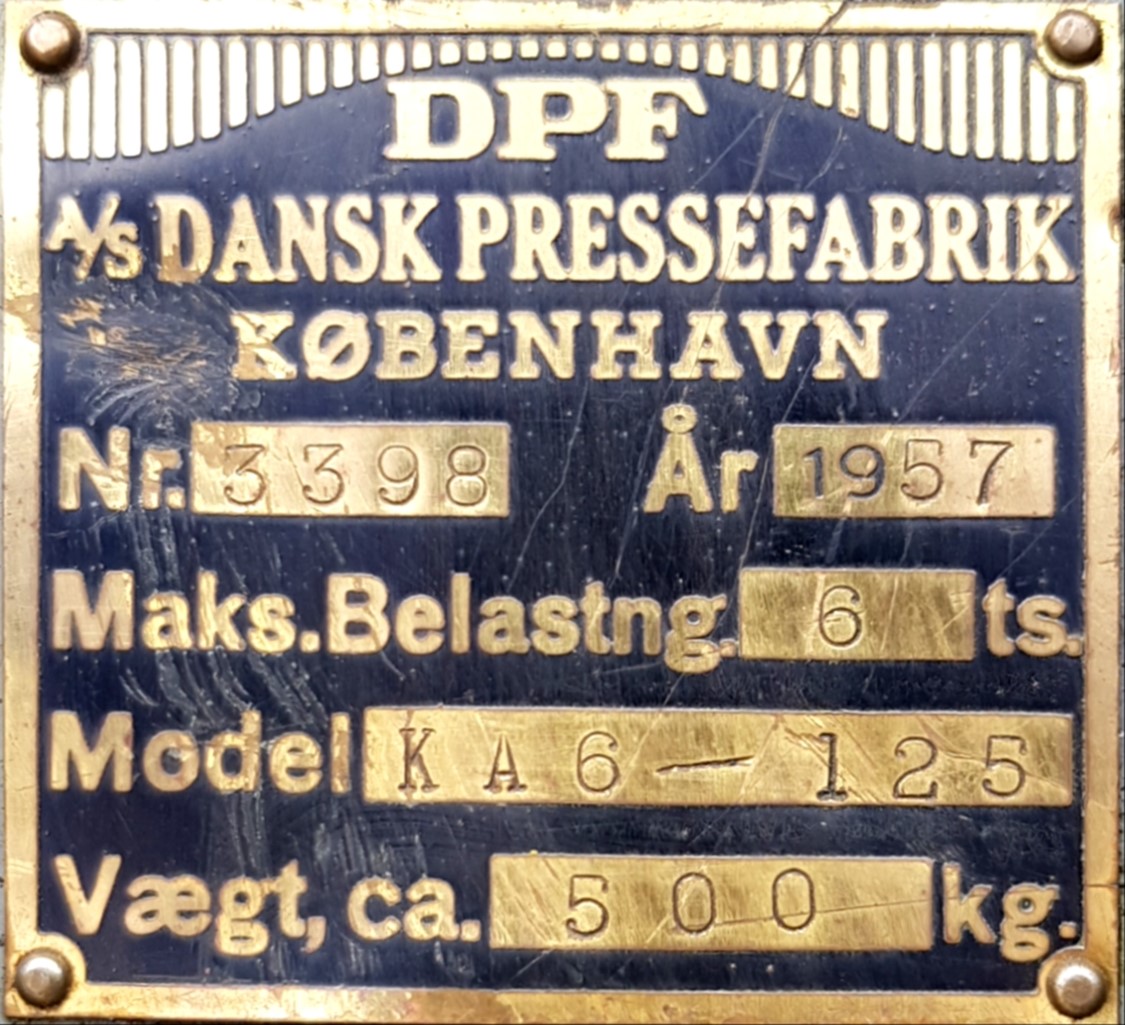 DPF
A/S DANSK PRESSEFABRIK
KØBENHAVN
Nr. 3398 År 1957
Maks. Belastng. 6 ts.
Model KA6-125
Vægt, ca. 500 kg.